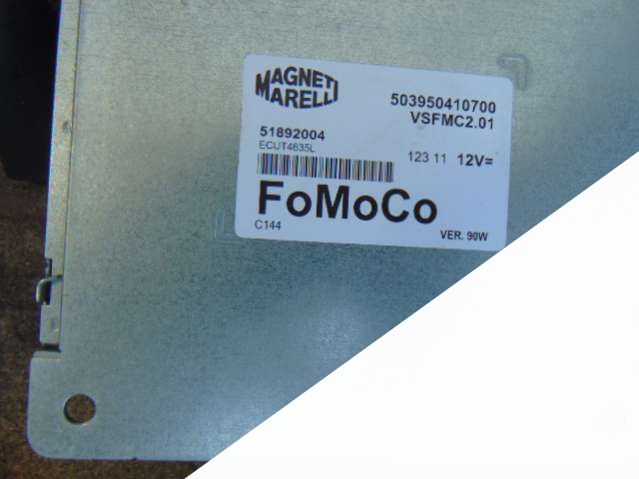 MAGNETI
MARELLI
503950410700
VSFMC2.01
51892004
ECUT4635L
123 11 12V=
FoMoCo
C144
VER. 90W